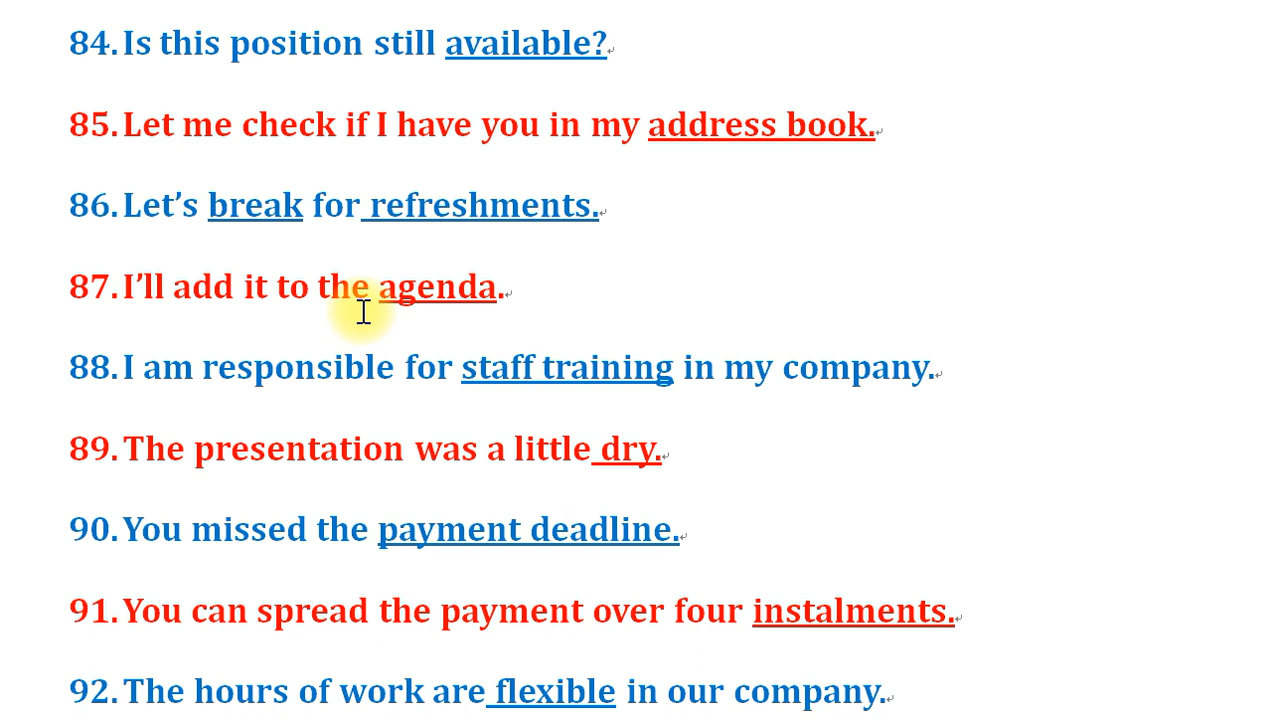 84. Is this position still available?
85. Let me check if I have you in my address book.
86. Let’s break for refreshments.
87. I’ll add it to the agenda.
88. I am responsible for staff training in my company.
89. The presentation was a little dry.
90. You missed the payment deadline.
91. You can spread the payment over four instalments.
92. The hours of work are flexible in our company.